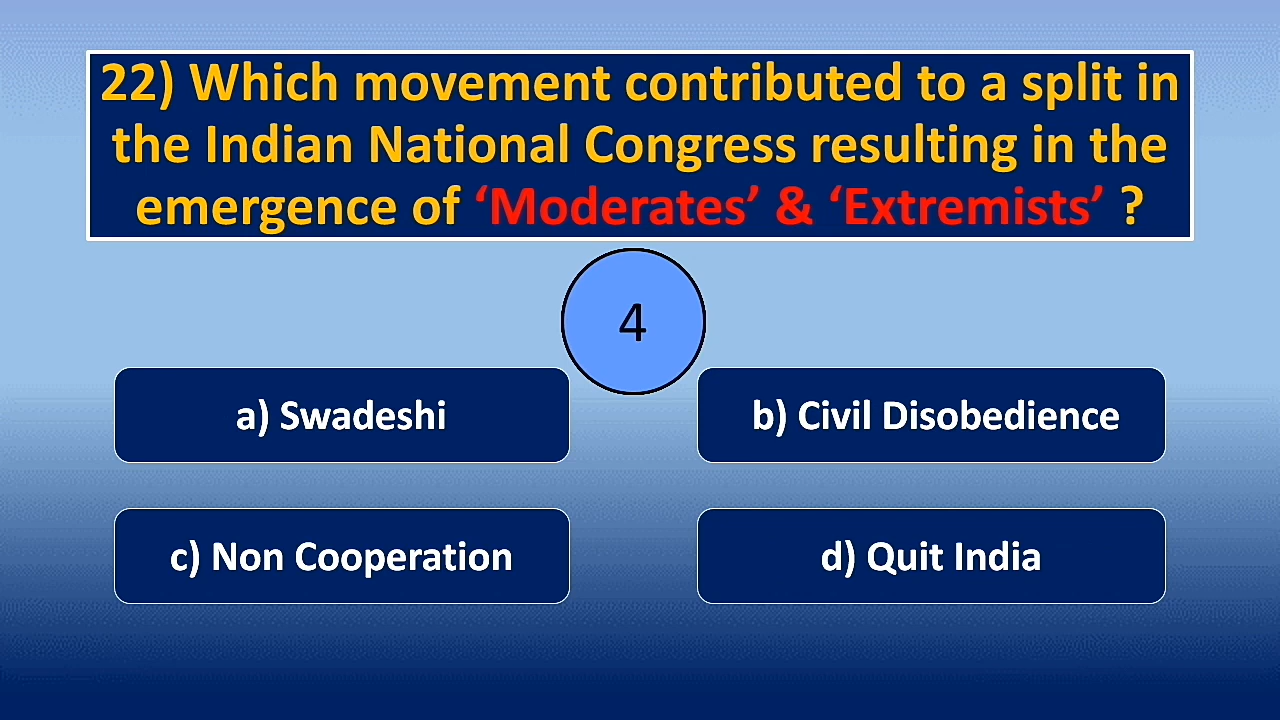 22) Which movement contributed to a split in
the Indian National Congress resulting in the
emergence of ‘Moderates’ & ‘Extremists’ ?
4
a) Swadeshi
b) Civil Disobedience
c) Non Cooperation
d) Quit India